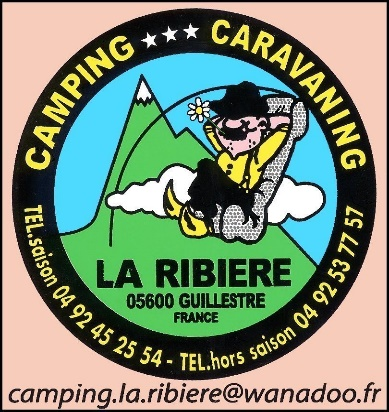 CAMPING *** CARAVANING
LA RIBIERE
05600 GUILLESTRE
FRANCE
TEL.saison 04 92 45 25 54 - TEL.hors saison 04 92 53 77 57
camping.la.ribiere@wanadoo.fr